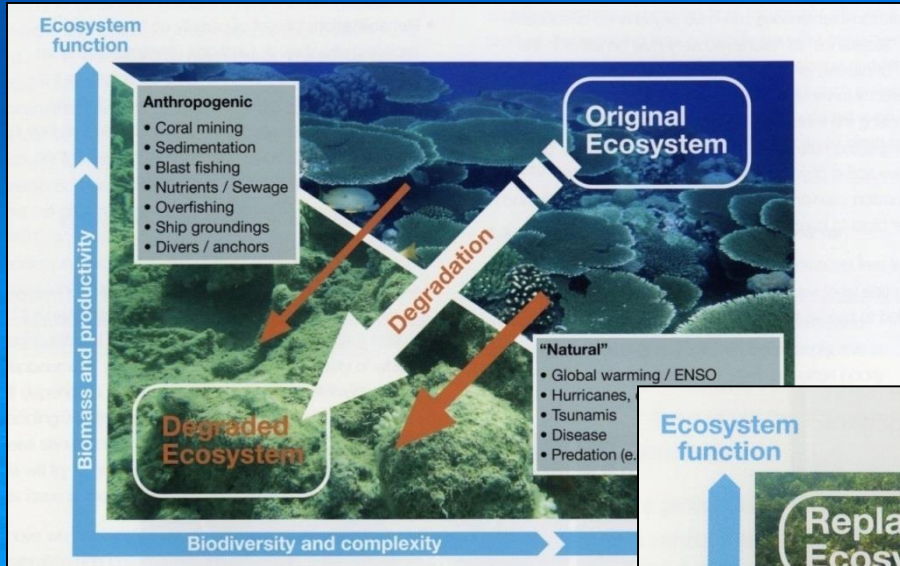 Ecosystem
function
Anthropogenic
• Coral mining
• Sedimentation
• Blast fishing
• Nutrients / Sewage
• Overfishing
• Ship groundings
• Divers / anchors
Original
Ecosystem
Degradation
Biomass and productivity
"Natural"
• Global warming / ENSO
• Hurricanes,
• Tsunamis
• Disease
• Predation
Degraded
Ecosystem
Biodiversity and complexity
Ecosystem
function